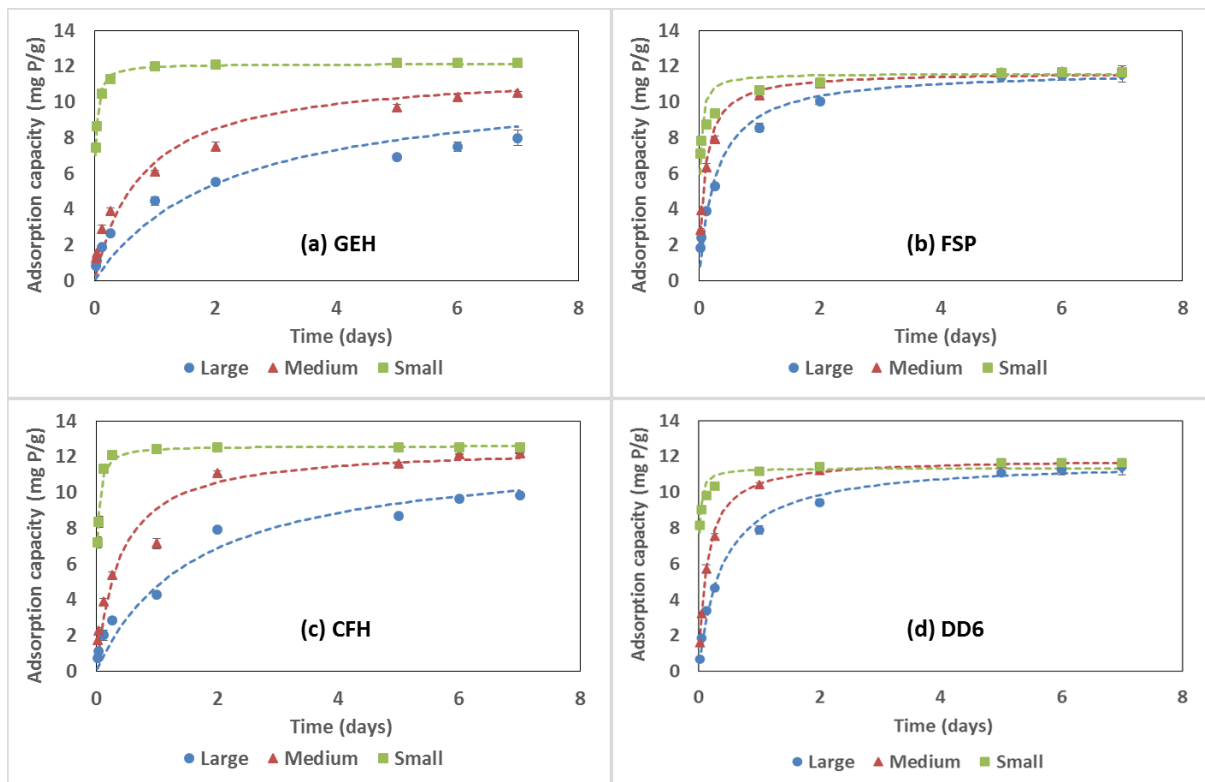 Adsorption capacity (mg P/g)
14
12
10
8
6
4
2
0
(a) GEH
0 2 4 6 8
Time (days)
Large Medium Small
Adsorption capacity (mg P/g)
14
12
10
8
6
4
2
0
(b) FSP
0 2 4 6 8
Time (days)
Large Medium Small
Adsorption capacity (mg P/g)
14
12
10
8
6
4
2
0
(c) CFH
0 2 4 6 8
Time (days)
Large Medium Small
Adsorption capacity (mg P/g)
14
12
10
8
6
4
2
0
(d) DD6
0 2 4 6 8
Time (days)
Large Medium Small